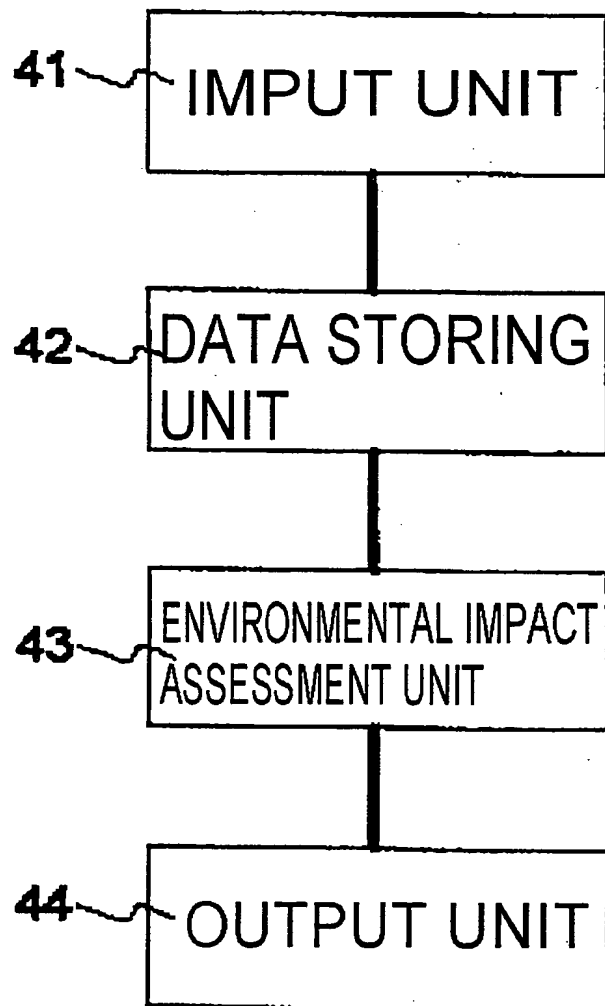 41 IMPUT UNIT
42 DATA STORING
UNIT
43 ENVIRONMENTAL IMPACT
ASSESSMENT UNIT
44 OUTPUT UNIT